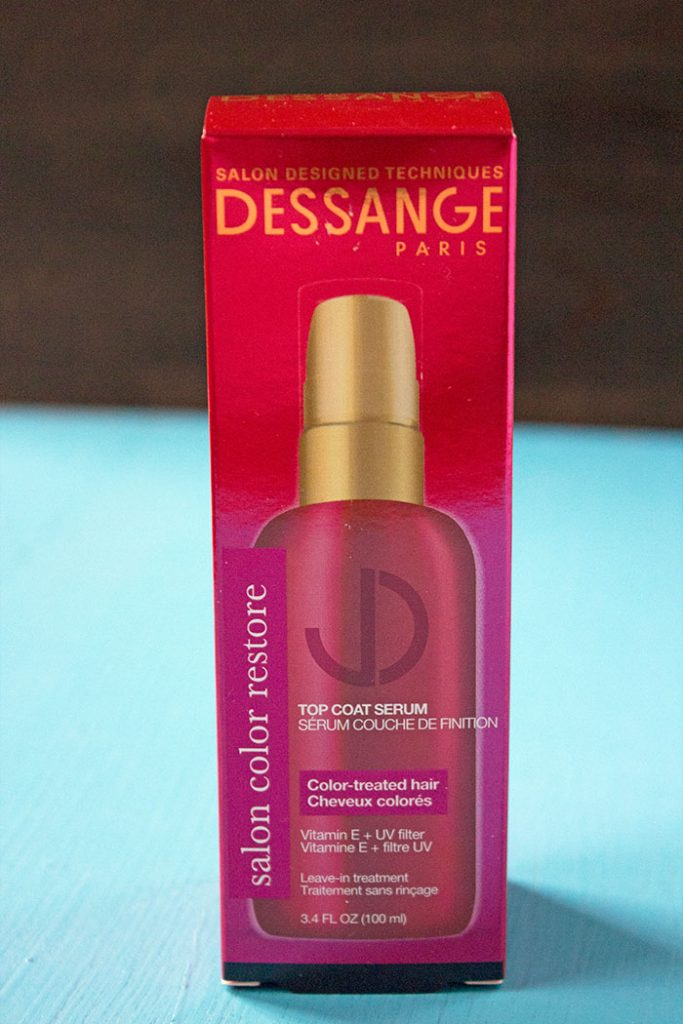 DESSANGE
SALON DESIGNED TECHNIQUES
DESSANGE
PARIS
salon color restore
JD
TOP COAT SERUM
SÉRUM COUCHE DE FINITION
Color-treated hair
Cheveux colorés
Vitamin E + UV filter
Vitamine E + filtre UV
Leave-in treatment
Traitement sans rinçage
3.4 FL OZ (100 ml)